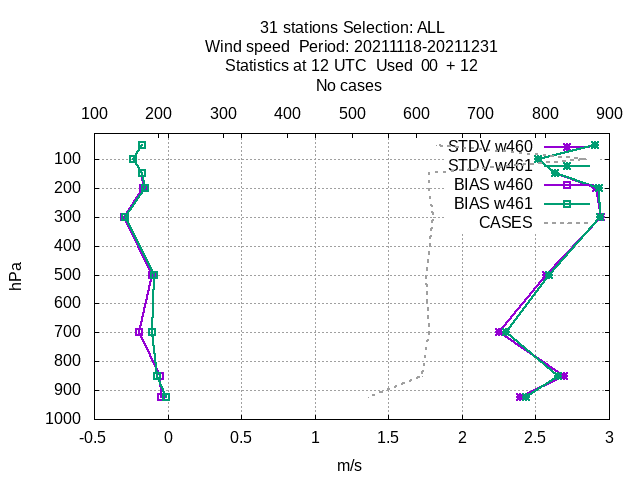 31 stations Selection: ALL
Wind speed  Period: 20211118-20211231
Statistics at 12 UTC  Used  00  + 12
No cases
100 200 300 400 500 600 700 800 900
STDV w460
STDV w461
BIAS w460
BIAS w461
CASES
hPa
100
200
300
400
500
600
700
800
900
1000
-0.5 0 0.5 1 1.5 2 2.5 3
m/s